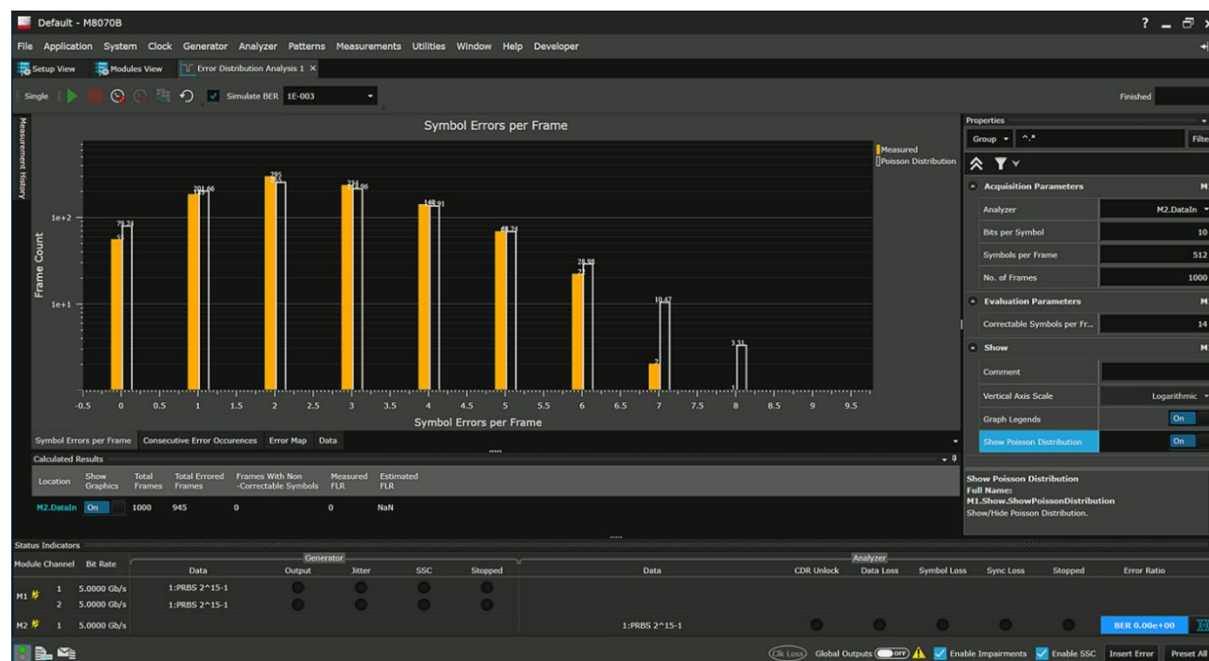 Default - M8070B
? _
File Application System Clock Generator Analyzer Patterns Measurements Utilities Window Help Developer
Setup View Modules View Error Distribution Analysis 1 ×
Single Simulate BER 1E-003 Finished
Measurement History
Symbol Errors per Frame
Measured
Poisson Distribution
Frame Count
1e+2
1e+1
79.74
201.66
295
28.98
22
10.67
2
3.31
1
-0.5 0 0.5 1 1.5 2 2.5 3 3.5 4 4.5 5 5.5 6 6.5 7 7.5 8 8.5 9 9.5
Symbol Errors per Frame
Symbol Errors per Frame Consecutive Error Occurences Error Map Data
Calculated Results
Location Show Graphics Total Frames Total Errored Frames Frames With Non -Correctable Symbols Measured FLR Estimated FLR
M2.DataIn On 1000 945 0 0 NaN
Properties
Group ^.* Filte
Acquisition Parameters M
Analyzer M2.DataIn
Bits per Symbol 10
Symbols per Frame 512
No. of Frames 1000
Evaluation Parameters M
Correctable Symbols per Fr... 14
Show M
Comment
Vertical Axis Scale Logarithmic
Graph Legends On
Show Poisson Distribution On
Show Poisson Distribution
Full Name:
M1.Show.ShowPoissonDistribution
Show/Hide Poisson Distribution.
Status Indicators
Generator Analyzer
Module Channel Bit Rate Data Output Jitter SSC Stopped Data CDR Unlock Data Loss Symbol Loss Sync Loss Stopped Error Ratio
M1 1 5.0000 Gb/s 1:PRBS 2^15-1
2 5.0000 Gb/s 1:PRBS 2^15-1
M2 1 5.0000 Gb/s 1:PRBS 2^15-1 BER 0.00e+00
Clk Loss Global Outputs OFF Enable Impairments Enable SSC Insert Error Preset All